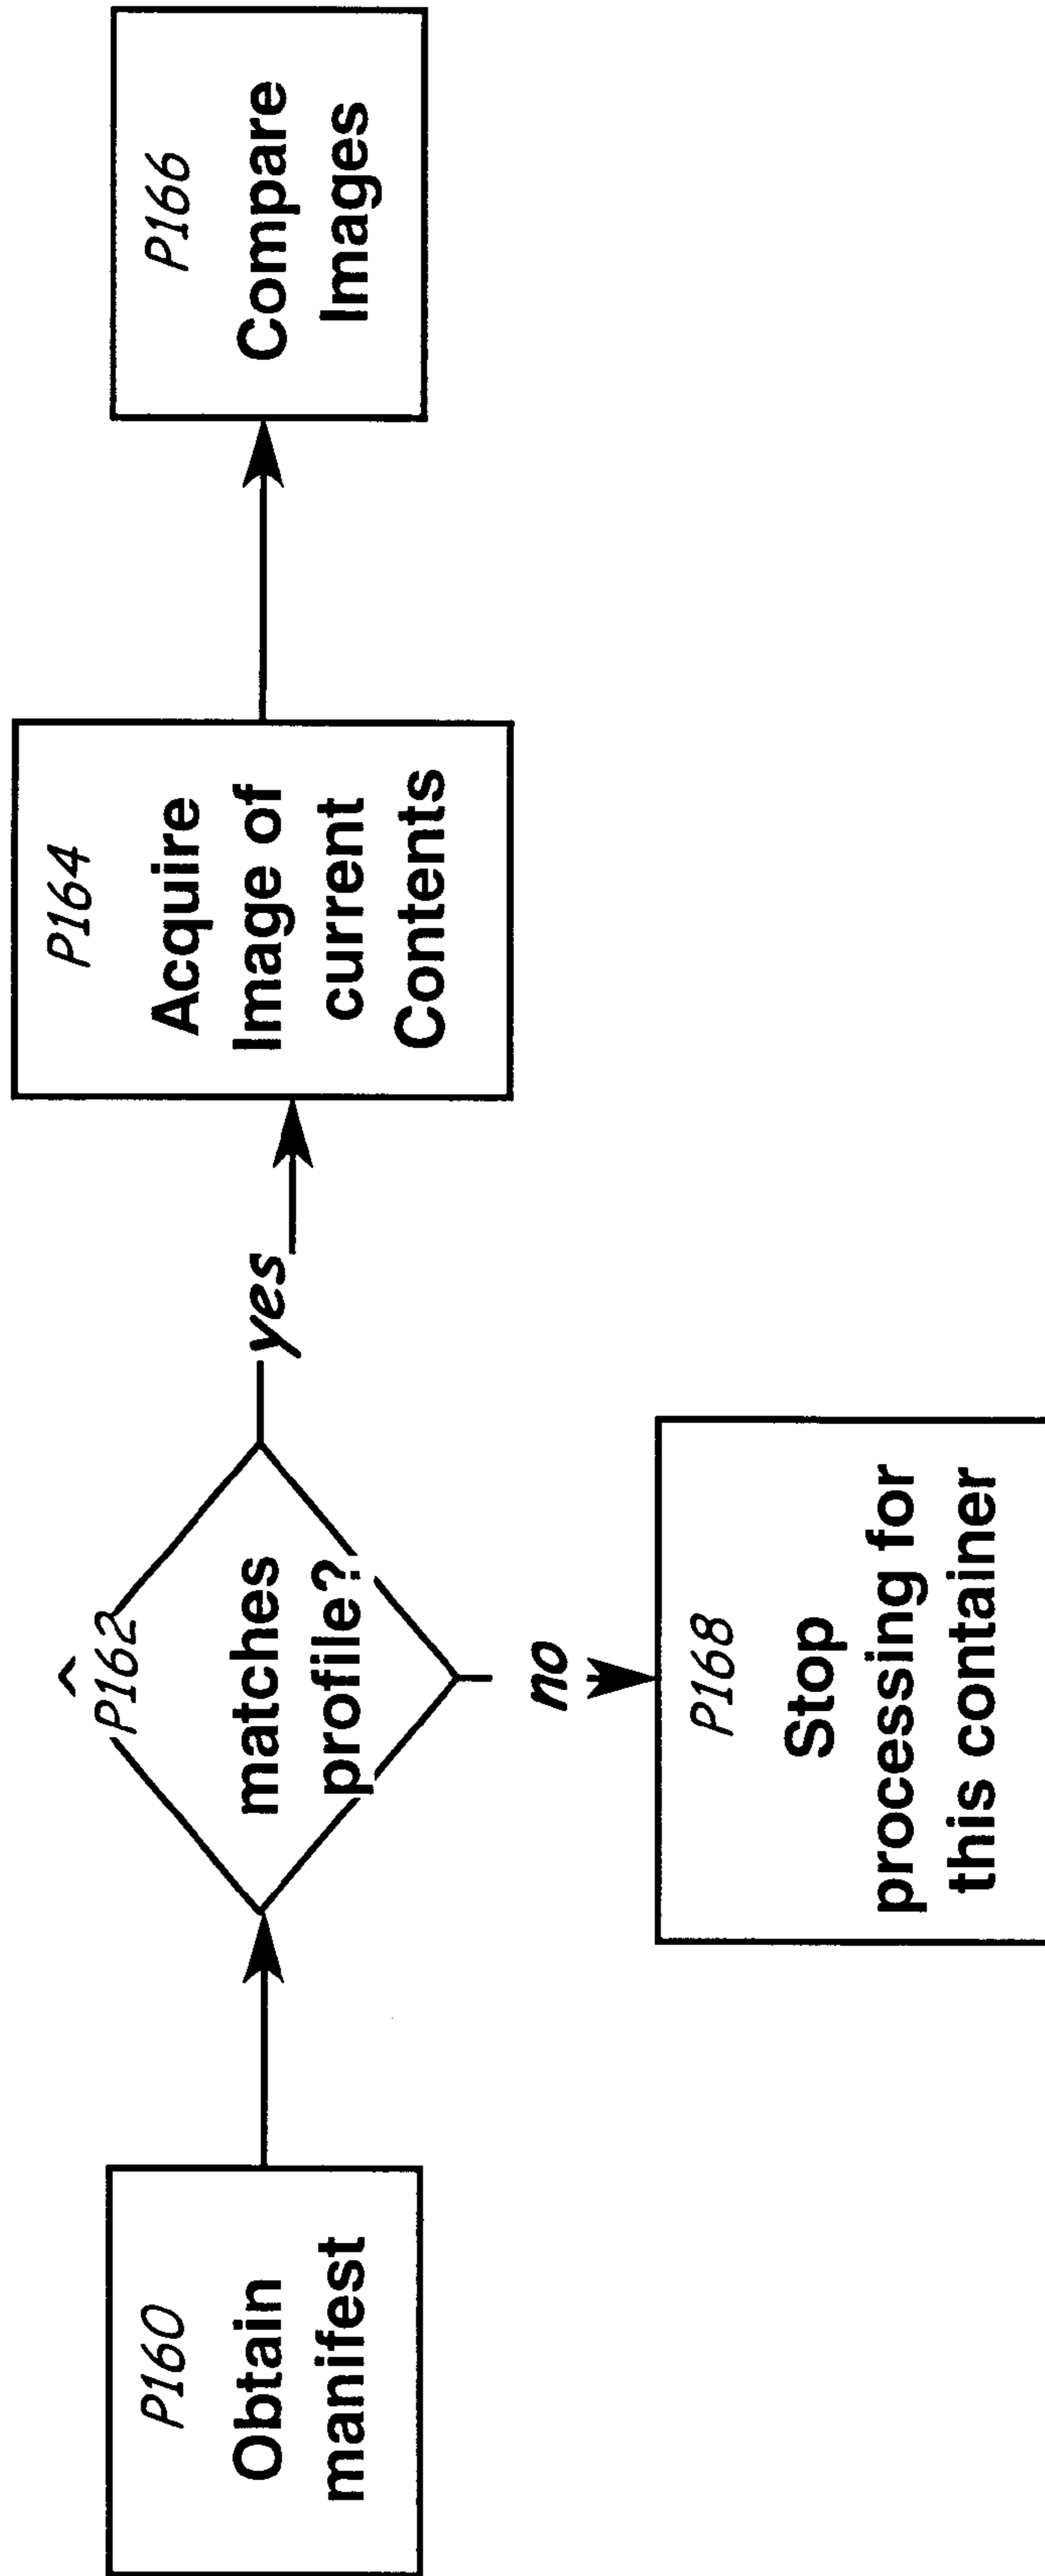 P160
Obtain
manifest
P162
matches
profile?
yes
no
P164
Acquire
Image of
current
Contents
P166
Compare
Images
P168
Stop
processing for
this container